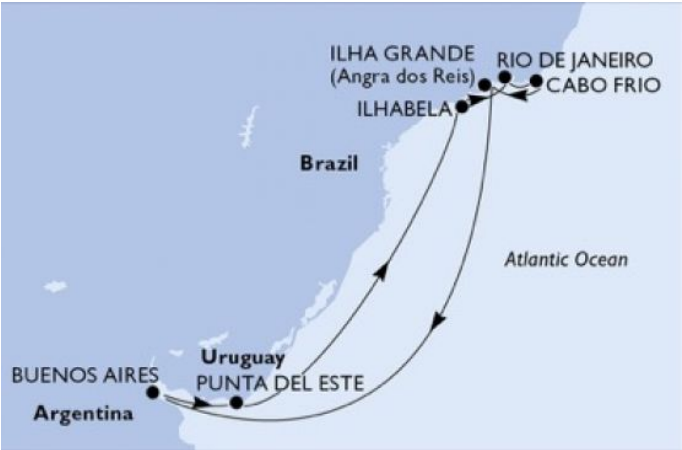 ILHA GRANDE
(Angra dos Reis)
RIO DE JANEIRO
CABO FRIO
ILHABELA
Brazil
Atlantic Ocean
Uruguay
BUENOS AIRES
PUNTA DEL ESTE
Argentina